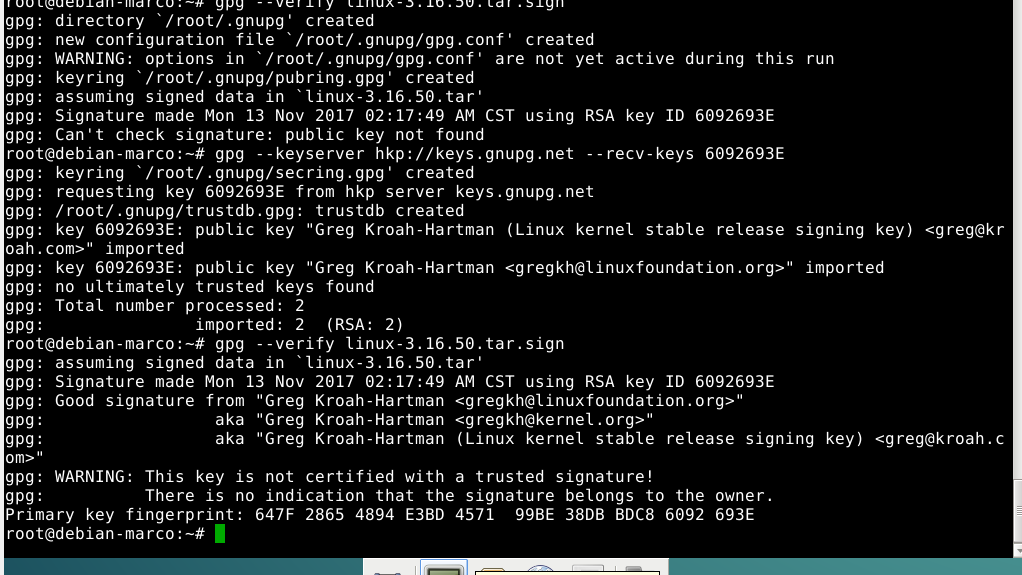 root@debian-marco:~# gpg --verify linux-3.16.50.tar.sign
gpg: directory `/root/.gnupg' created
gpg: new configuration file `/root/.gnupg/gpg.conf' created
gpg: WARNING: options in `/root/.gnupg/gpg.conf' are not yet active during this run
gpg: keyring `/root/.gnupg/pubring.gpg' created
gpg: assuming signed data in `linux-3.16.50.tar'
gpg: Signature made Mon 13 Nov 2017 02:17:49 AM CST using RSA key ID 6092693E
gpg: Can't check signature: public key not found
root@debian-marco:~# gpg --keyserver hkp://keys.gnupg.net --recv-keys 6092693E
gpg: keyring `/root/.gnupg/secring.gpg' created
gpg: requesting key 6092693E from hkp server keys.gnupg.net
gpg: /root/.gnupg/trustdb.gpg: trustdb created
gpg: key 6092693E: public key "Greg Kroah-Hartman (Linux kernel stable release signing key) <greg@kr
oah.com>" imported
gpg: key 6092693E: public key "Greg Kroah-Hartman <gregkh@linuxfoundation.org>" imported
gpg: no ultimately trusted keys found
gpg: Total number processed: 2
gpg:               imported: 2  (RSA: 2)
root@debian-marco:~# gpg --verify linux-3.16.50.tar.sign
gpg: assuming signed data in `linux-3.16.50.tar'
gpg: Signature made Mon 13 Nov 2017 02:17:49 AM CST using RSA key ID 6092693E
gpg: Good signature from "Greg Kroah-Hartman <gregkh@linuxfoundation.org>"
gpg:                 aka "Greg Kroah-Hartman <gregkh@kernel.org>"
gpg:                 aka "Greg Kroah-Hartman (Linux kernel stable release signing key) <greg@kroah.c
om>"
gpg: WARNING: This key is not certified with a trusted signature!
gpg:          There is no indication that the signature belongs to the owner.
Primary key fingerprint: 647F 2865 4894 E3BD 4571  99BE 38DB BDC8 6092 693E
root@debian-marco:~#